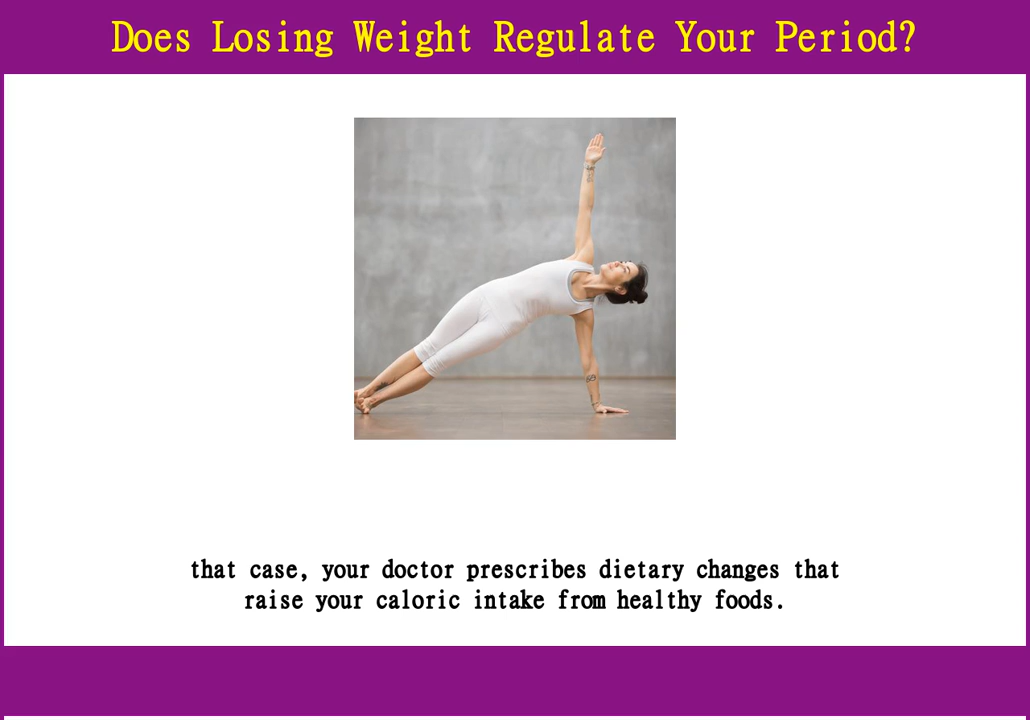 Does Losing Weight Regulate Your Period?
that case, your doctor prescribes dietary changes that
raise your caloric intake from healthy foods.